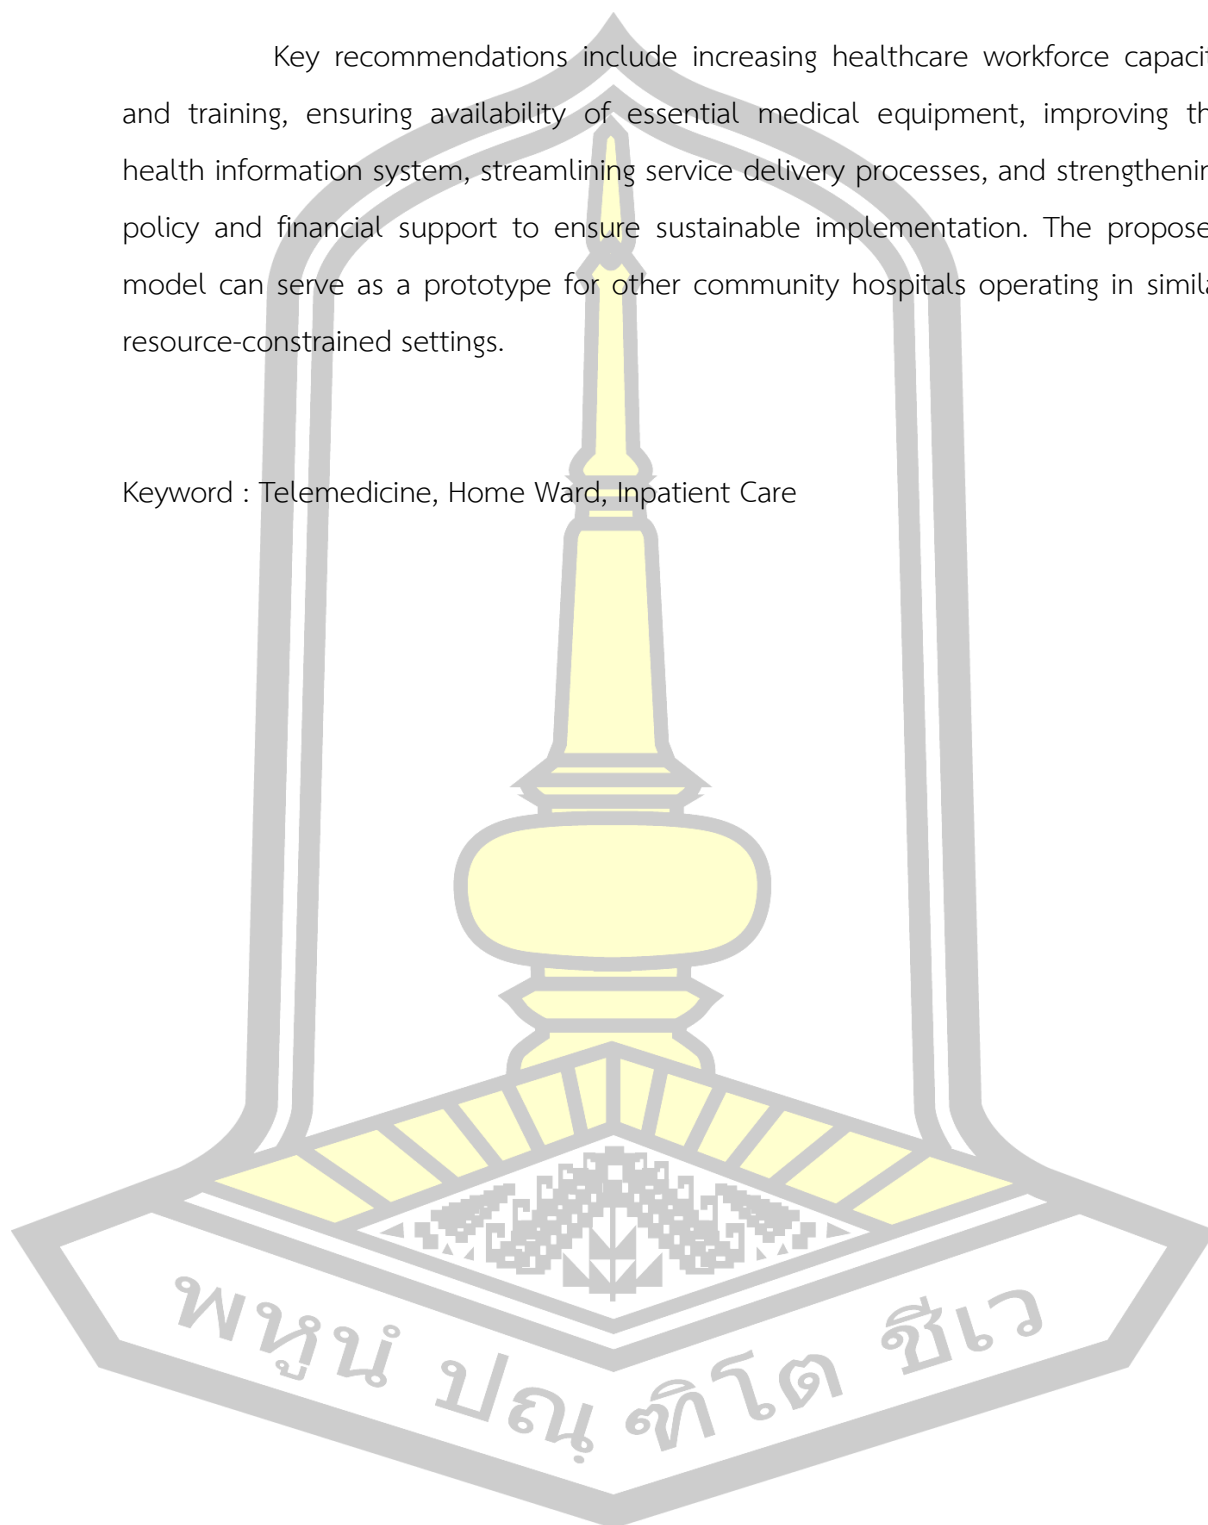 Key recommendations include increasing healthcare workforce capacit
and training, ensuring availability of essential medical equipment, improving th
health information system, streamlining service delivery processes, and strengthenin
policy and financial support to ensure sustainable implementation. The propose
model can serve as a prototype for other community hospitals operating in simila
resource-constrained settings.
Keyword : Telemedicine, Home Ward, Inpatient Care
พหูนํ ปณฺฑิโต ชีเว